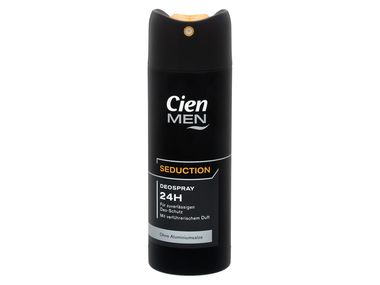 Cien
MEN
SEDUCTION
DEOSPRAY
24H
Für zuverlässigen
Deo-Schutz
Mit verführerischem Duft
Ohne Aluminiumsalze